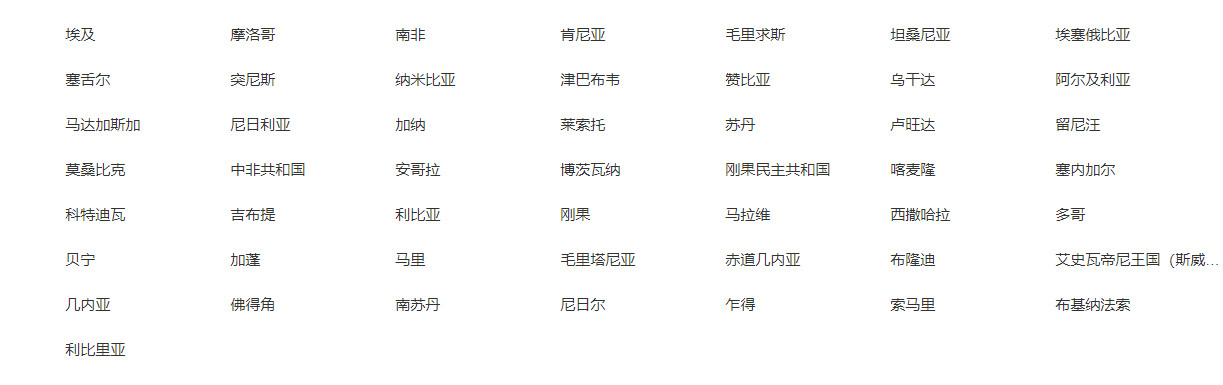 埃及 摩洛哥 南非 肯尼亚 毛里求斯 坦桑尼亚 埃塞俄比亚
塞舌尔 突尼斯 纳米比亚 津巴布韦 赞比亚 乌干达 阿尔及利亚
马达加斯加 尼日利亚 加纳 莱索托 苏丹 卢旺达 留尼汪
莫桑比克 中非共和国 安哥拉 博茨瓦纳 刚果民主共和国 喀麦隆 塞内加尔
科特迪瓦 吉布提 利比亚 刚果 马拉维 西撒哈拉 多哥
贝宁 加蓬 马里 毛里塔尼亚 赤道几内亚 布隆迪 艾史瓦帝尼王国（斯威...
几内亚 佛得角 南苏丹 尼日尔 乍得 索马里 布基纳法索
利比里亚